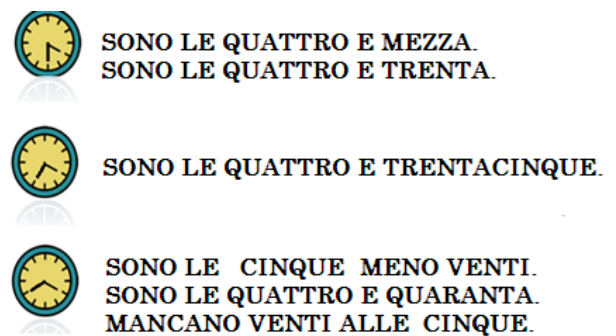 SONO LE QUATTRO E MEZZA.
SONO LE QUATTRO E TRENTA.
SONO LE QUATTRO E TRENTACINQUE.
SONO LE CINQUE MENO VENTI.
SONO LE QUATTRO E QUARANTA.
MANCANO VENTI ALLE CINQUE.